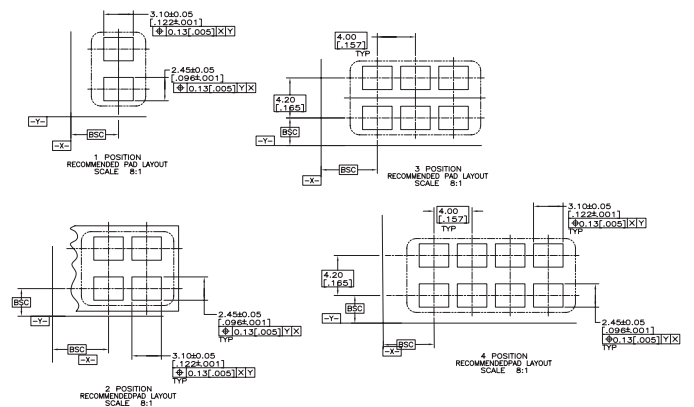 3.10±0.05
[.122±.001]
⌖ 0.13[.005] X Y
2.45±0.05
[.096±.001]
⌖ 0.13[.005] Y X
-Y-
BSC
-X-
1 POSITION
RECOMMENDED PAD LAYOUT
SCALE 8:1
4.00
[.157]
TYP
4.20
[.165]
BSC
-Y-
-X-
BSC
3 POSITION
RECOMMENDED PAD LAYOUT
SCALE 8:1
BSC
-Y-
BSC
-X-
2.45±0.05
[.096±.001]
⌖ 0.13[.005] Y X
TYP
3.10±0.05
[.122±.001]
⌖ 0.13[.005] X Y
TYP
2 POSITION
RECOMMENDEDPAD LAYOUT
SCALE 8:1
4.00
[.157]
TYP
3.10±0.05
[.122±.001]
⌖ 0.13[.005] X Y
TYP
4.20
[.165]
BSC
-Y-
BSC
-X-
2.45±0.05
[.096±.001]
⌖ 0.13[.005] Y X
TYP
4 POSITION
RECOMMENDEDPAD LAYOUT
SCALE 8:1